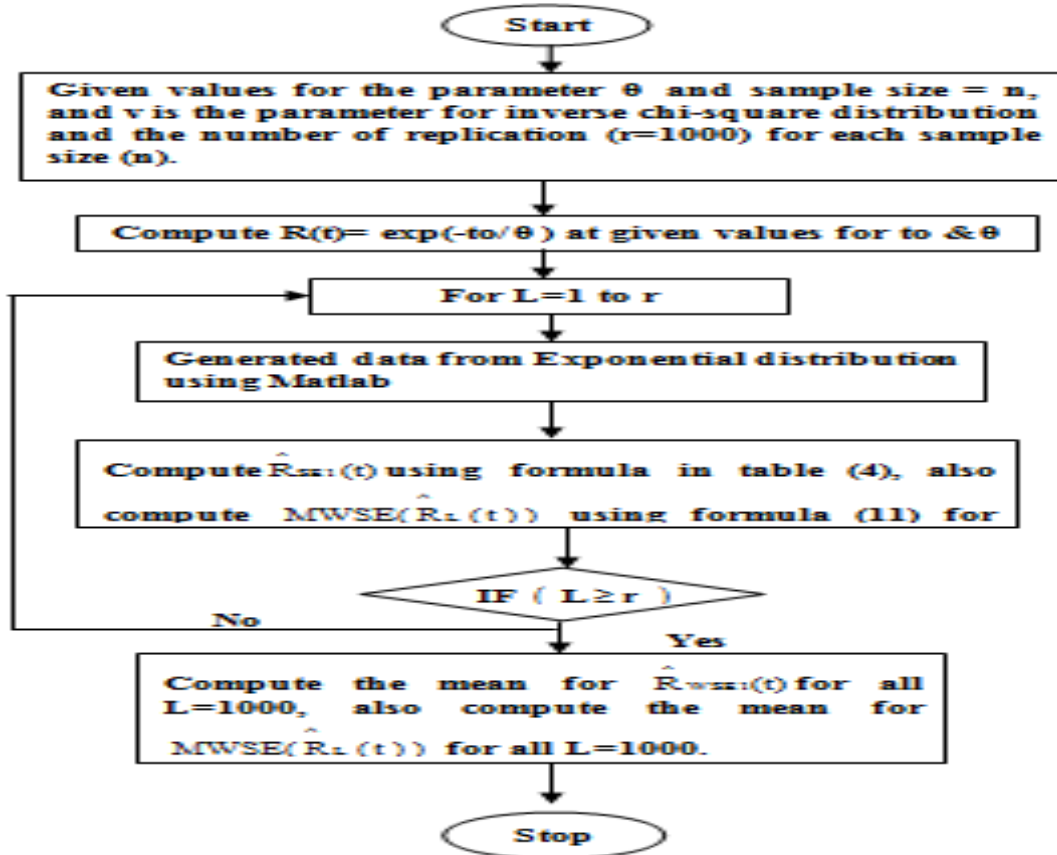 Start
Given values for the parameter θ and sample size = n,
and v is the parameter for inverse chi-square distribution
and the number of replication (r=1000) for each sample
size (n).
Compute R(t)= exp(-to/θ ) at given values for to &θ
For L=1 to r
Generated data from Exponential distribution
using Matlab
Compute (t) using formula in table (4), also
compute MWSE( (t)) using formula (11) for
IF ( L≥r )
No
Yes
Compute the mean for (t) for all
L=1000, also compute the mean for
MWSE( (t)) for all L=1000.
Stop